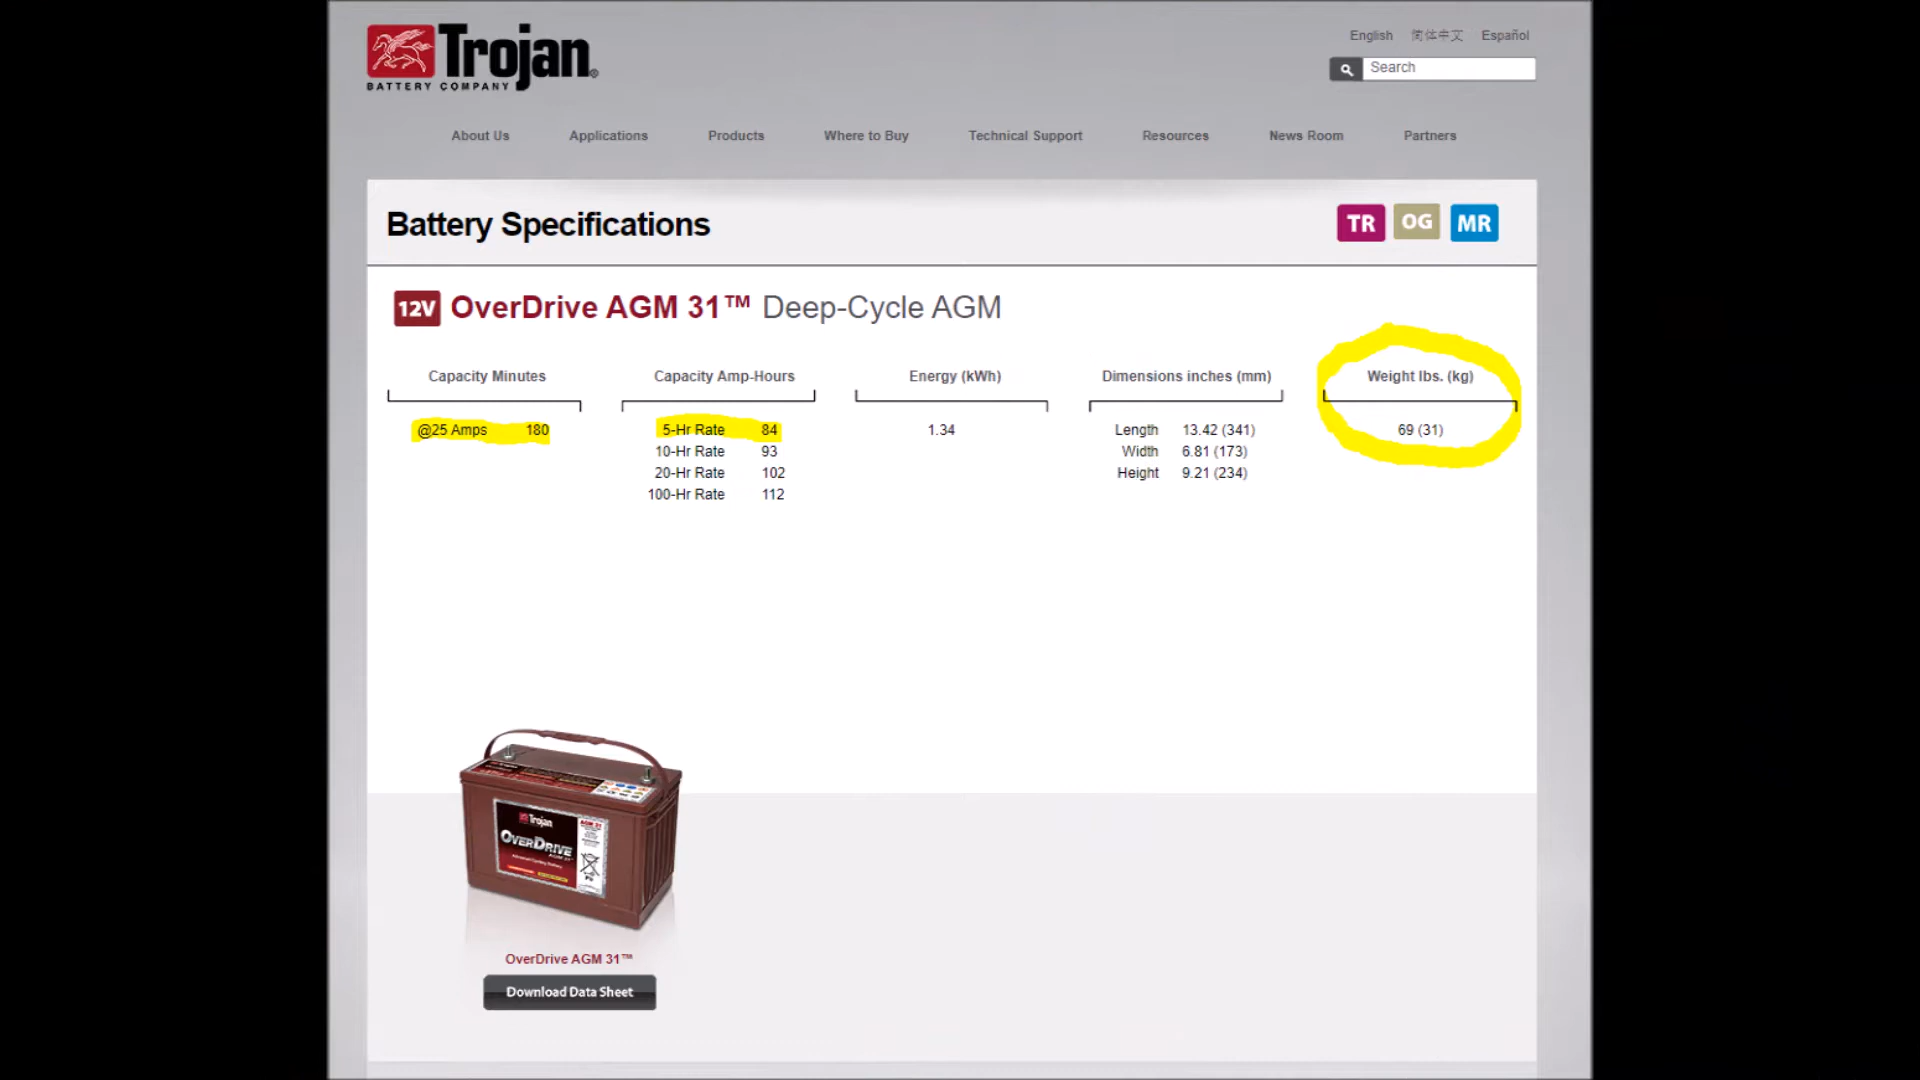 Trojan
BATTERY COMPANY
English 简体中文 Español
Search
About Us Applications Products Where to Buy Technical Support Resources News Room Partners
Battery Specifications
TR OG MR
12V OverDrive AGM 31™ Deep-Cycle AGM
Capacity Minutes Capacity Amp-Hours Energy (kWh) Dimensions inches (mm) Weight lbs. (kg)
@25 Amps 180 5-Hr Rate 84 1.34 Length 13.42 (341) 69 (31)
10-Hr Rate 93 Width 6.81 (173)
20-Hr Rate 102 Height 9.21 (234)
100-Hr Rate 112
Trojan
OVERDRIVE
AGM 31™
OverDrive AGM 31™
Download Data Sheet